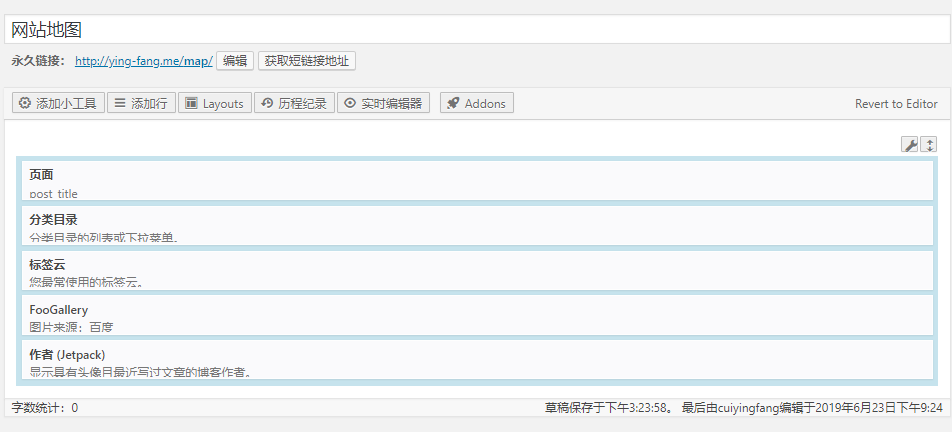 网站地图
永久链接： http://ying-fang.me/map/ 编辑 获取短链接地址
添加小工具 添加行 Layouts 历程纪录 实时编辑器 Addons Revert to Editor
页面
post_title
分类目录
分类目录的列表或下拉菜单。
标签云
您最常使用的标签云。
FooGallery
图片来源：百度
作者 (Jetpack)
显示具有头像且最近写过文章的博客作者。
字数统计：0 草稿保存于下午3:23:58。 最后由cuiyingfang编辑于2019年6月23日下午9:24